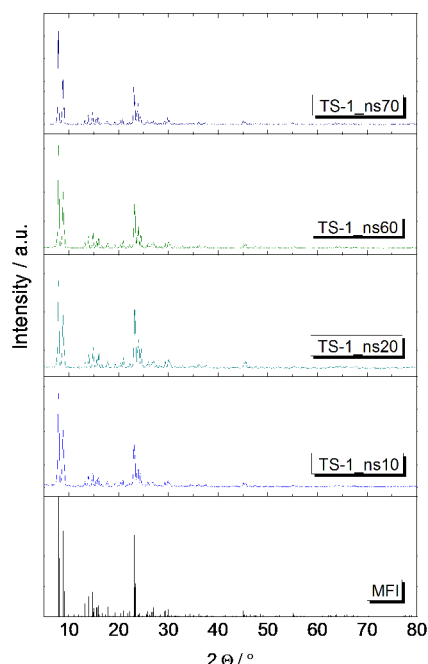 TS-1_ns70
TS-1_ns60
TS-1_ns20
TS-1_ns10
MFI
Intensity / a.u.
10 20 30 40 50 60 70 80
2 Θ / °